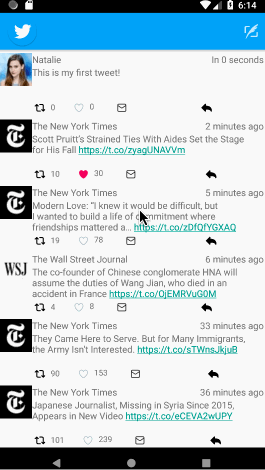 6:14
Natalie In 0 seconds
This is my first tweet!
0 0
The New York Times 2 minutes ago
Scott Pruitt's Strained Ties With Aides Set the Stage
for His Fall https://t.co/zyagUNAVVm
10 30
The New York Times 5 minutes ago
Modern Love: "I knew it would be difficult, but
I wanted to build a life of commitment where
friendships mattered a… https://t.co/zDfQfYGXAQ
19 78
WSJ
The Wall Street Journal 6 minutes ago
The co-founder of Chinese conglomerate HNA will
assume the duties of Wang Jian, who died in an
accident in France https://t.co/OjEMRVuG0M
4 8
The New York Times 33 minutes ago
They Came Here to Serve. But for Many Immigrants,
the Army Isn't Interested. https://t.co/sTWnsJkjuB
90 153
The New York Times 36 minutes ago
Japanese Journalist, Missing in Syria Since 2015,
Appears in New Video https://t.co/eCEVA2wUPY
101 239